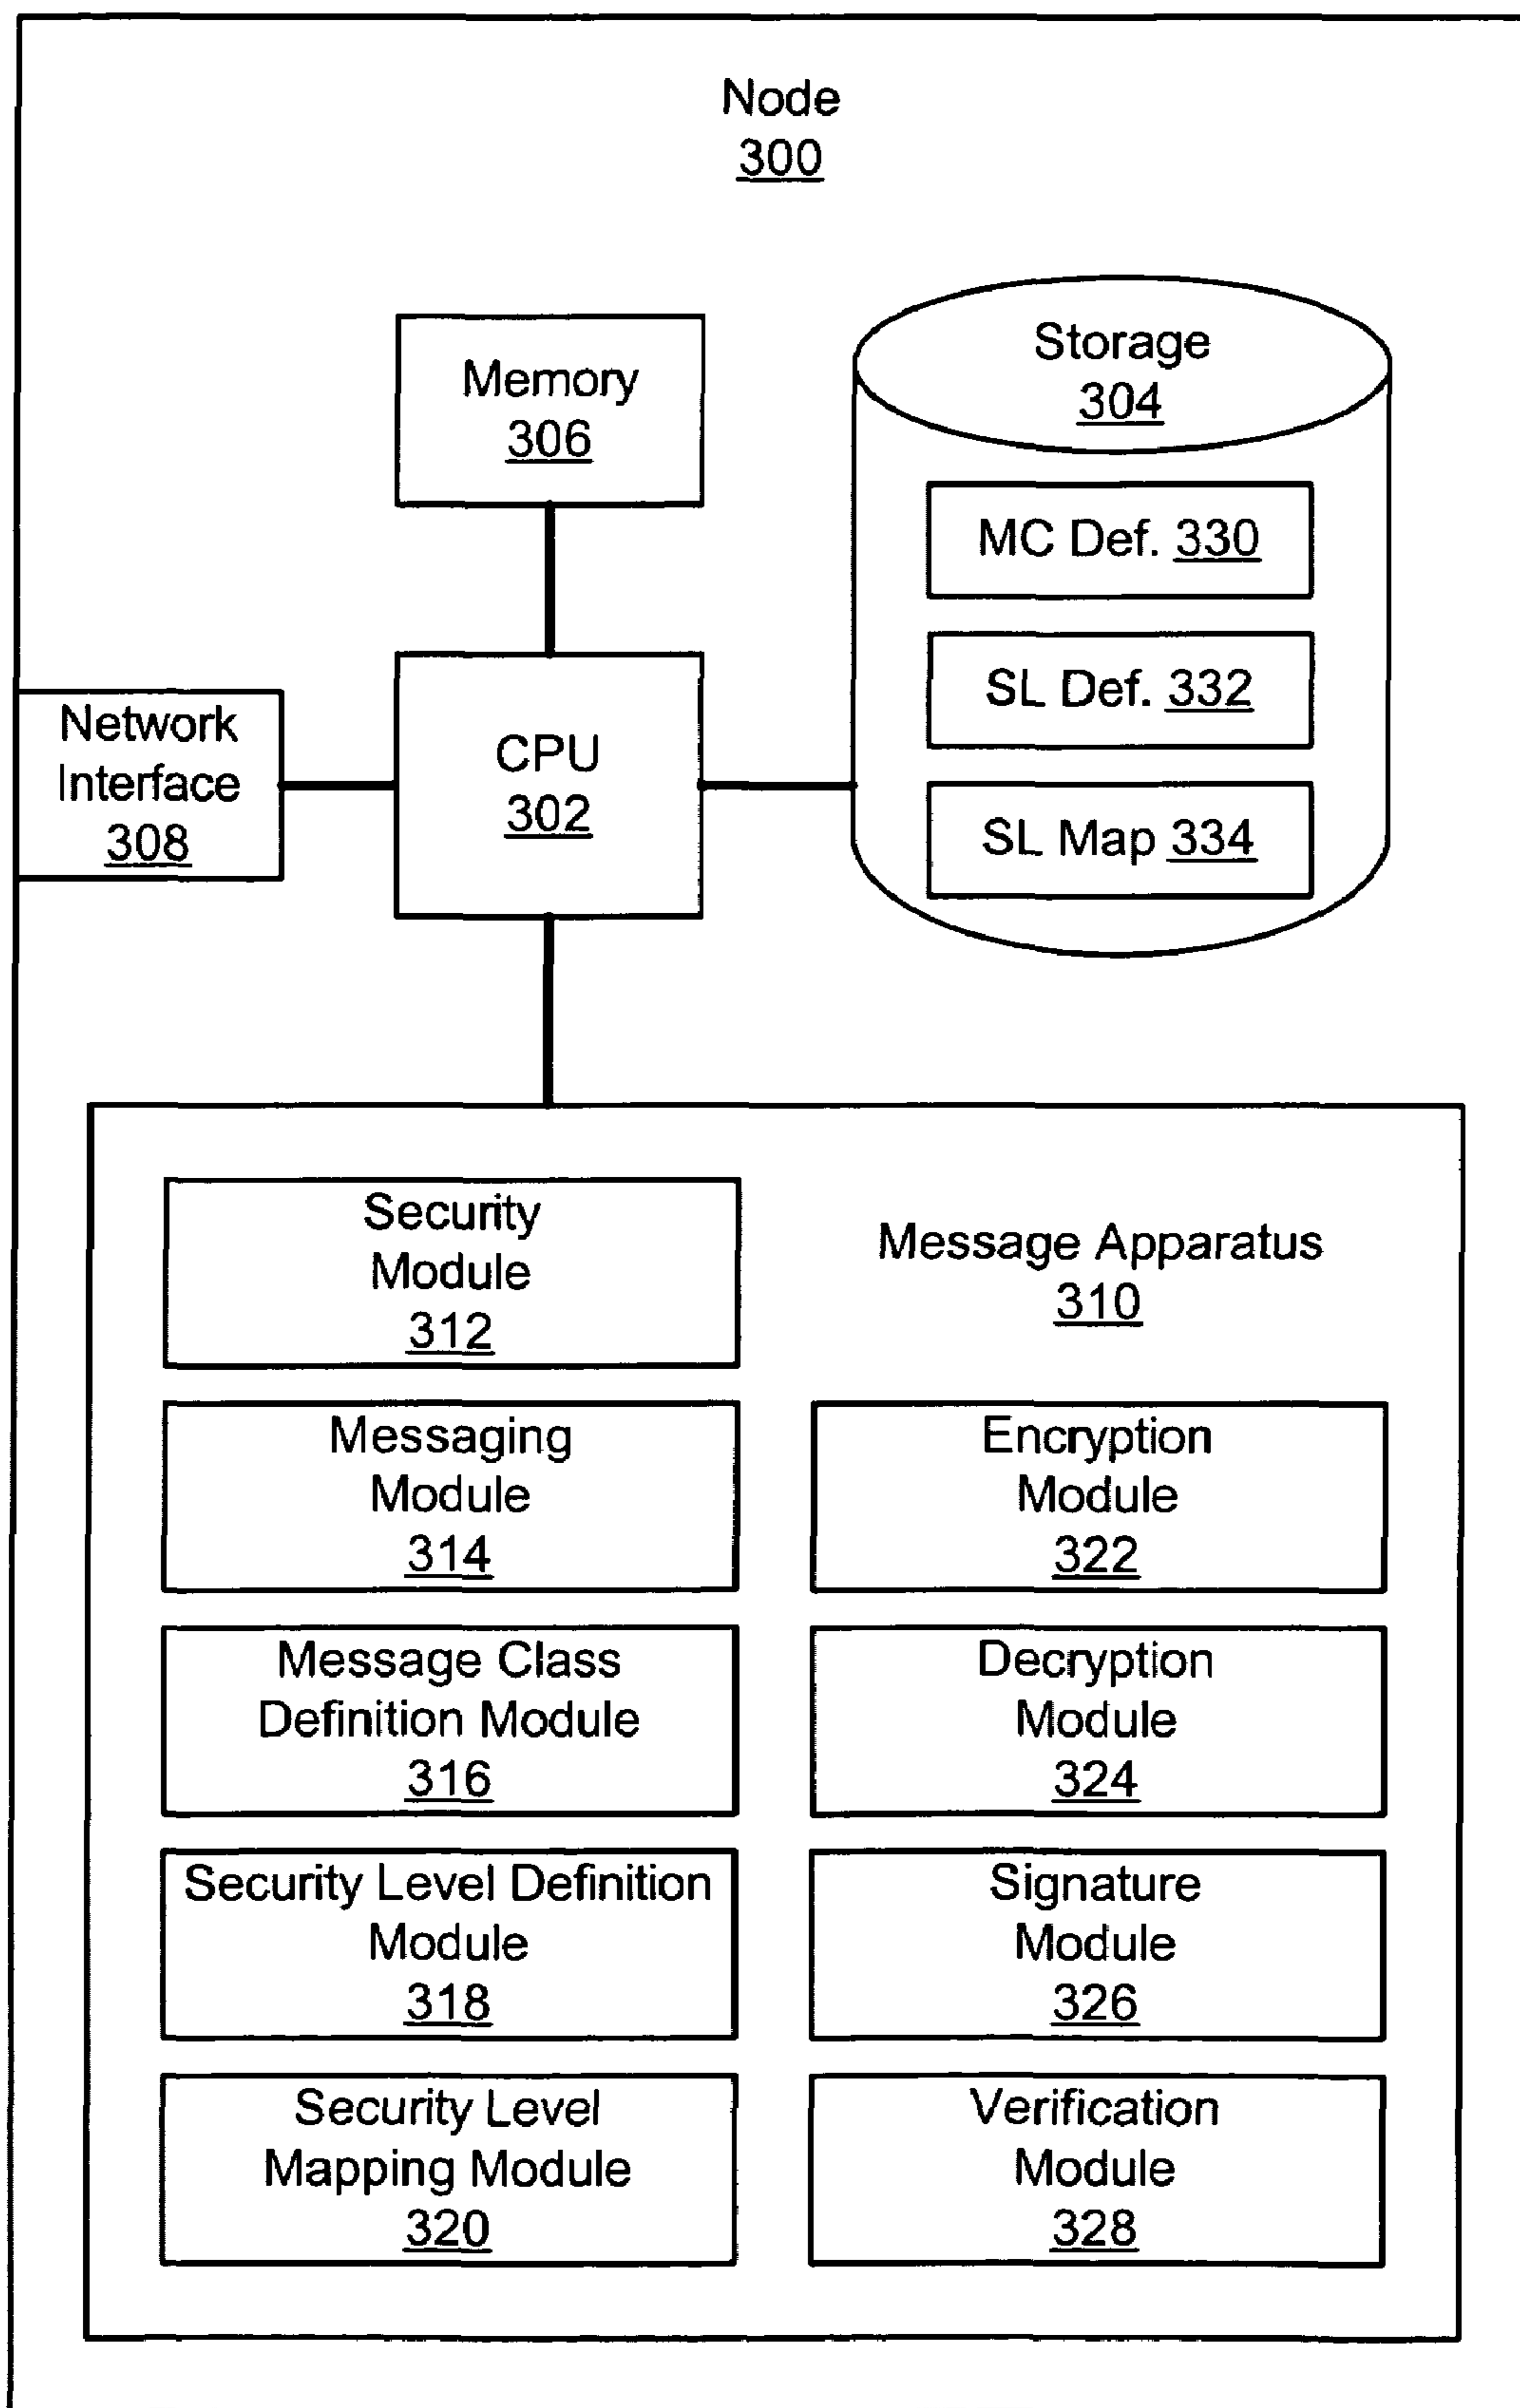 Node
300
Memory
306
Storage
304
MC Def. 330
SL Def. 332
SL Map 334
Network
Interface
308
CPU
302
Security
Module
312
Message Apparatus
310
Messaging
Module
314
Encryption
Module
322
Message Class
Definition Module
316
Decryption
Module
324
Security Level Definition
Module
318
Signature
Module
326
Security Level
Mapping Module
320
Verification
Module
328